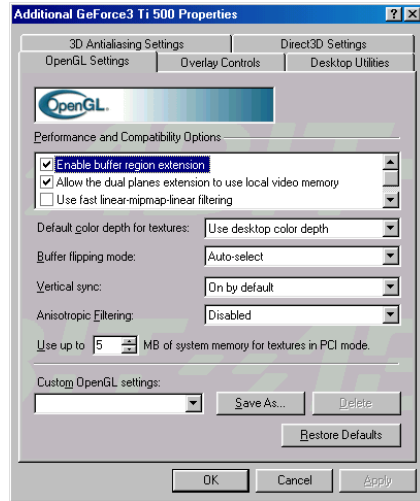 Additional GeForce3 Ti 500 Properties
3D Antialiasing Settings
Direct3D Settings
OpenGL Settings
Overlay Controls
Desktop Utilities
OpenGL.
Performance and Compatibility Options
Enable buffer region extension
Allow the dual planes extension to use local video memory
Use fast linear-mipmap-linear filtering
Default color depth for textures: Use desktop color depth
Buffer flipping mode: Auto-select
Vertical sync: On by default
Anisotropic Filtering: Disabled
Use up to 5 MB of system memory for textures in PCI mode.
Custom OpenGL settings:
Save As... Delete
Restore Defaults
OK Cancel Apply